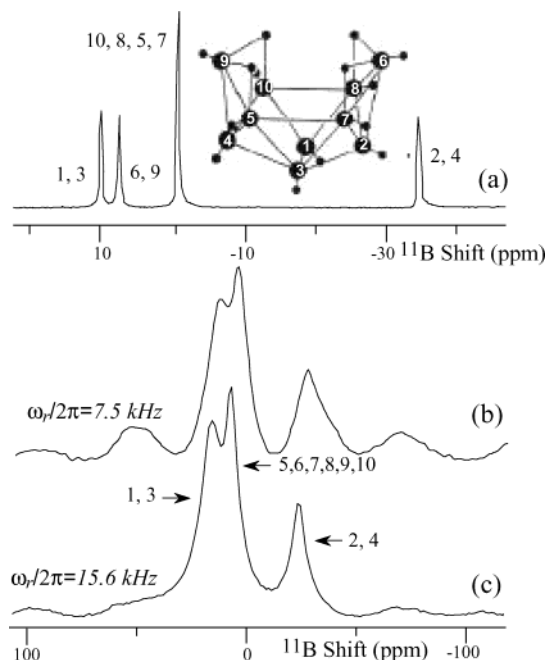 (a)
10, 8, 5, 7
1, 3
6, 9
2, 4
9
6
10
8
5
7
4
1
2
3
10
-10
-30
¹¹B Shift (ppm)
(b)
ωr/2π=7.5 kHz
5,6,7,8,9,10
1, 3
2, 4
ωr/2π=15.6 kHz
(c)
100
0
-100
¹¹B Shift (ppm)